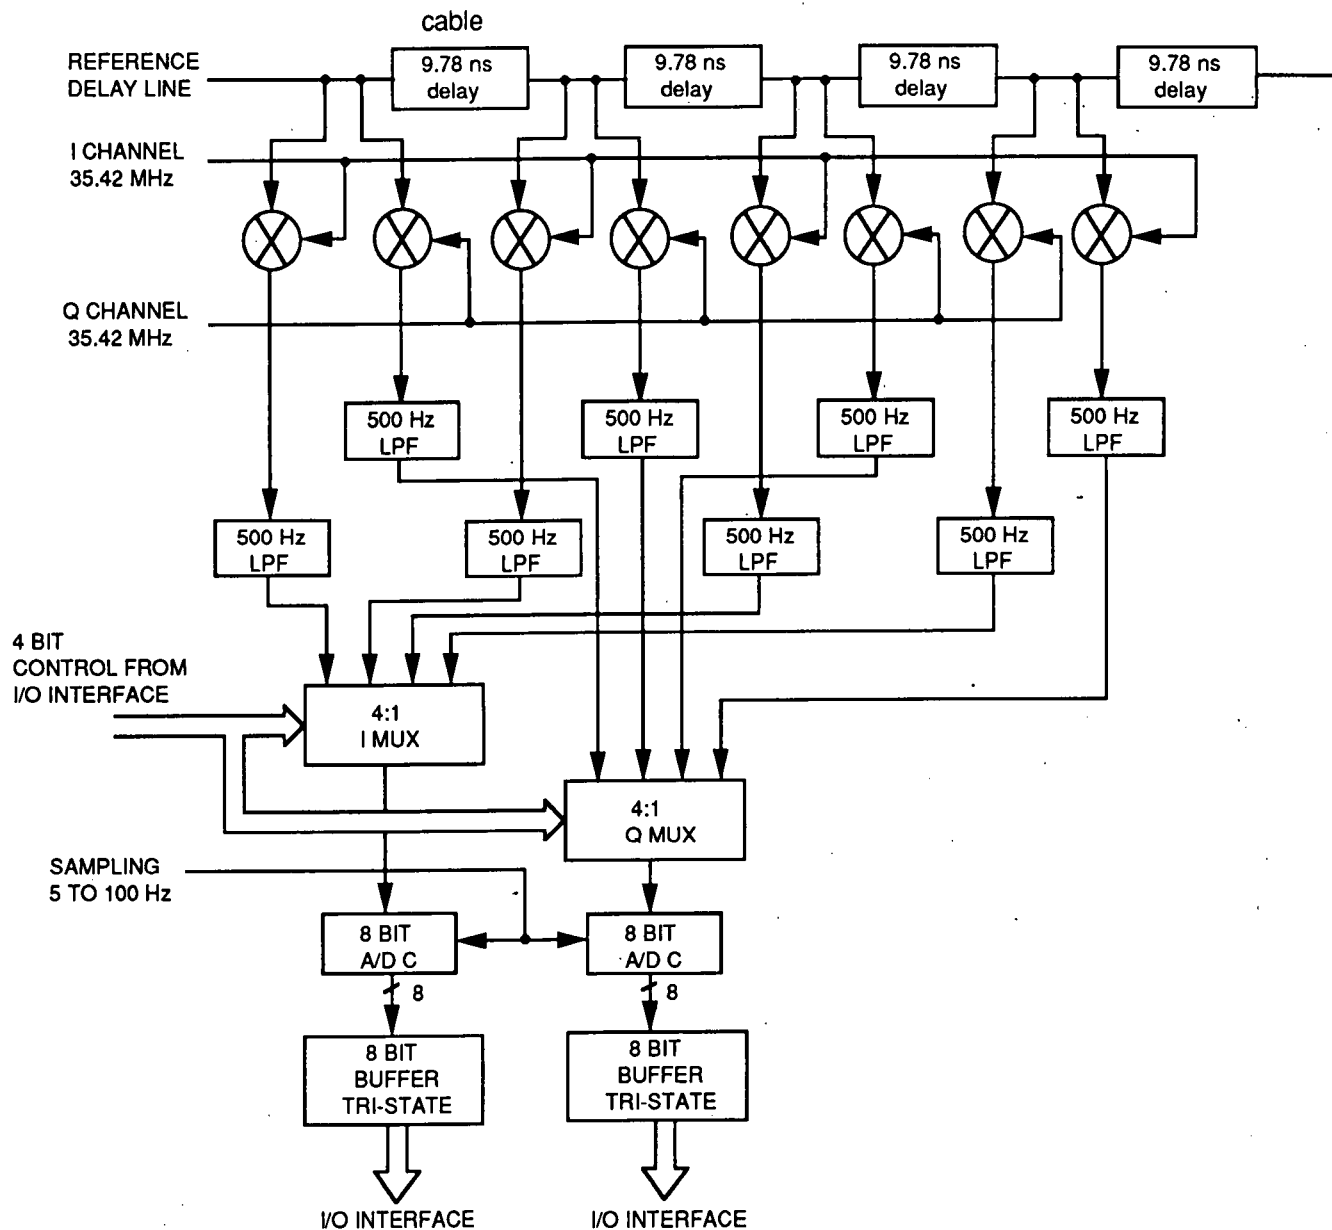 cable
REFERENCE
DELAY LINE
9.78 ns
delay
9.78 ns
delay
9.78 ns
delay
9.78 ns
delay
I CHANNEL
35.42 MHz
Q CHANNEL
35.42 MHz
500 Hz
LPF
500 Hz
LPF
500 Hz
LPF
500 Hz
LPF
500 Hz
LPF
500 Hz
LPF
500 Hz
LPF
500 Hz
LPF
4 BIT
CONTROL FROM
I/O INTERFACE
4:1
I MUX
4:1
Q MUX
SAMPLING
5 TO 100 Hz
8 BIT
A/D C
8 BIT
A/D C
8
8
8 BIT
BUFFER
TRI-STATE
8 BIT
BUFFER
TRI-STATE
I/O INTERFACE
I/O INTERFACE